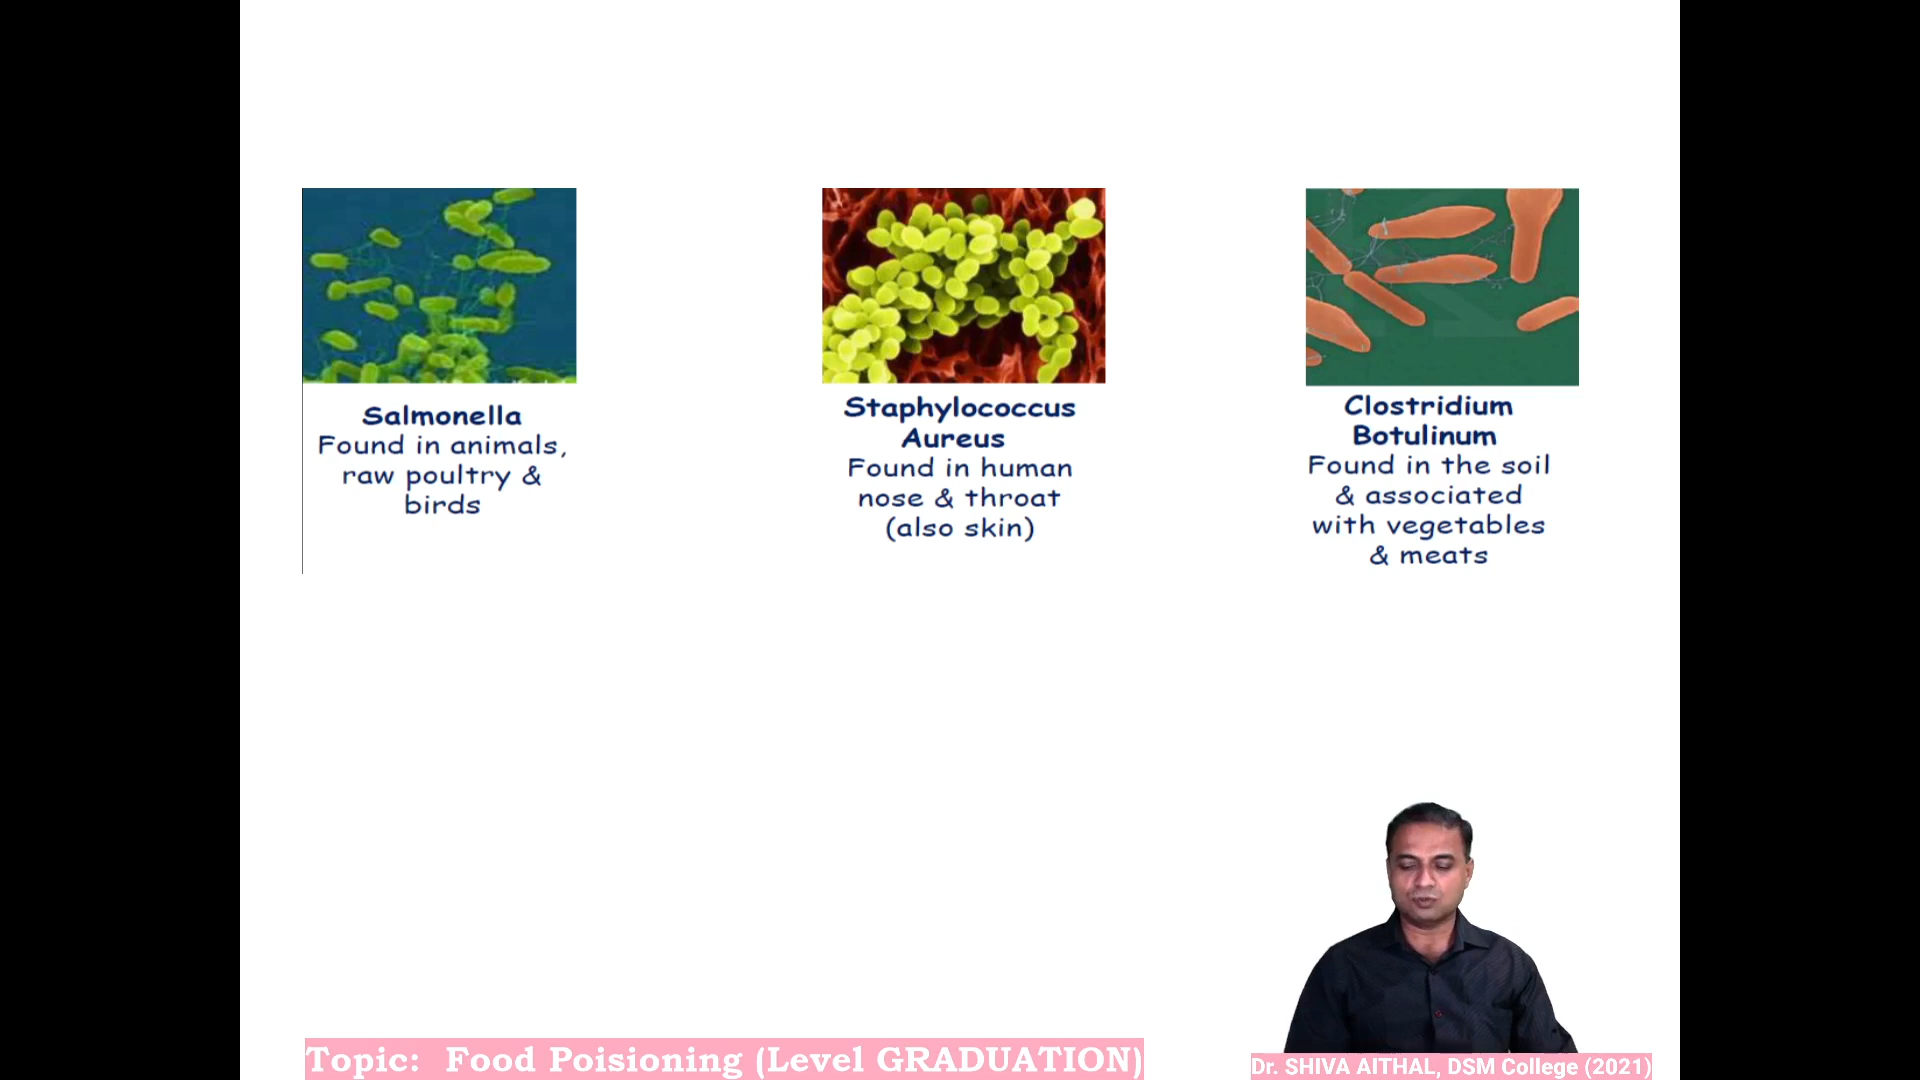 Salmonella
Found in animals,
raw poultry &
birds
Staphylococcus
Aureus
Found in human
nose & throat
(also skin)
Clostridium
Botulinum
Found in the soil
& associated
with vegetables
& meats
Topic:  Food Poisioning (Level GRADUATION)
Dr. SHIVA AITHAL, DSM College (2021)